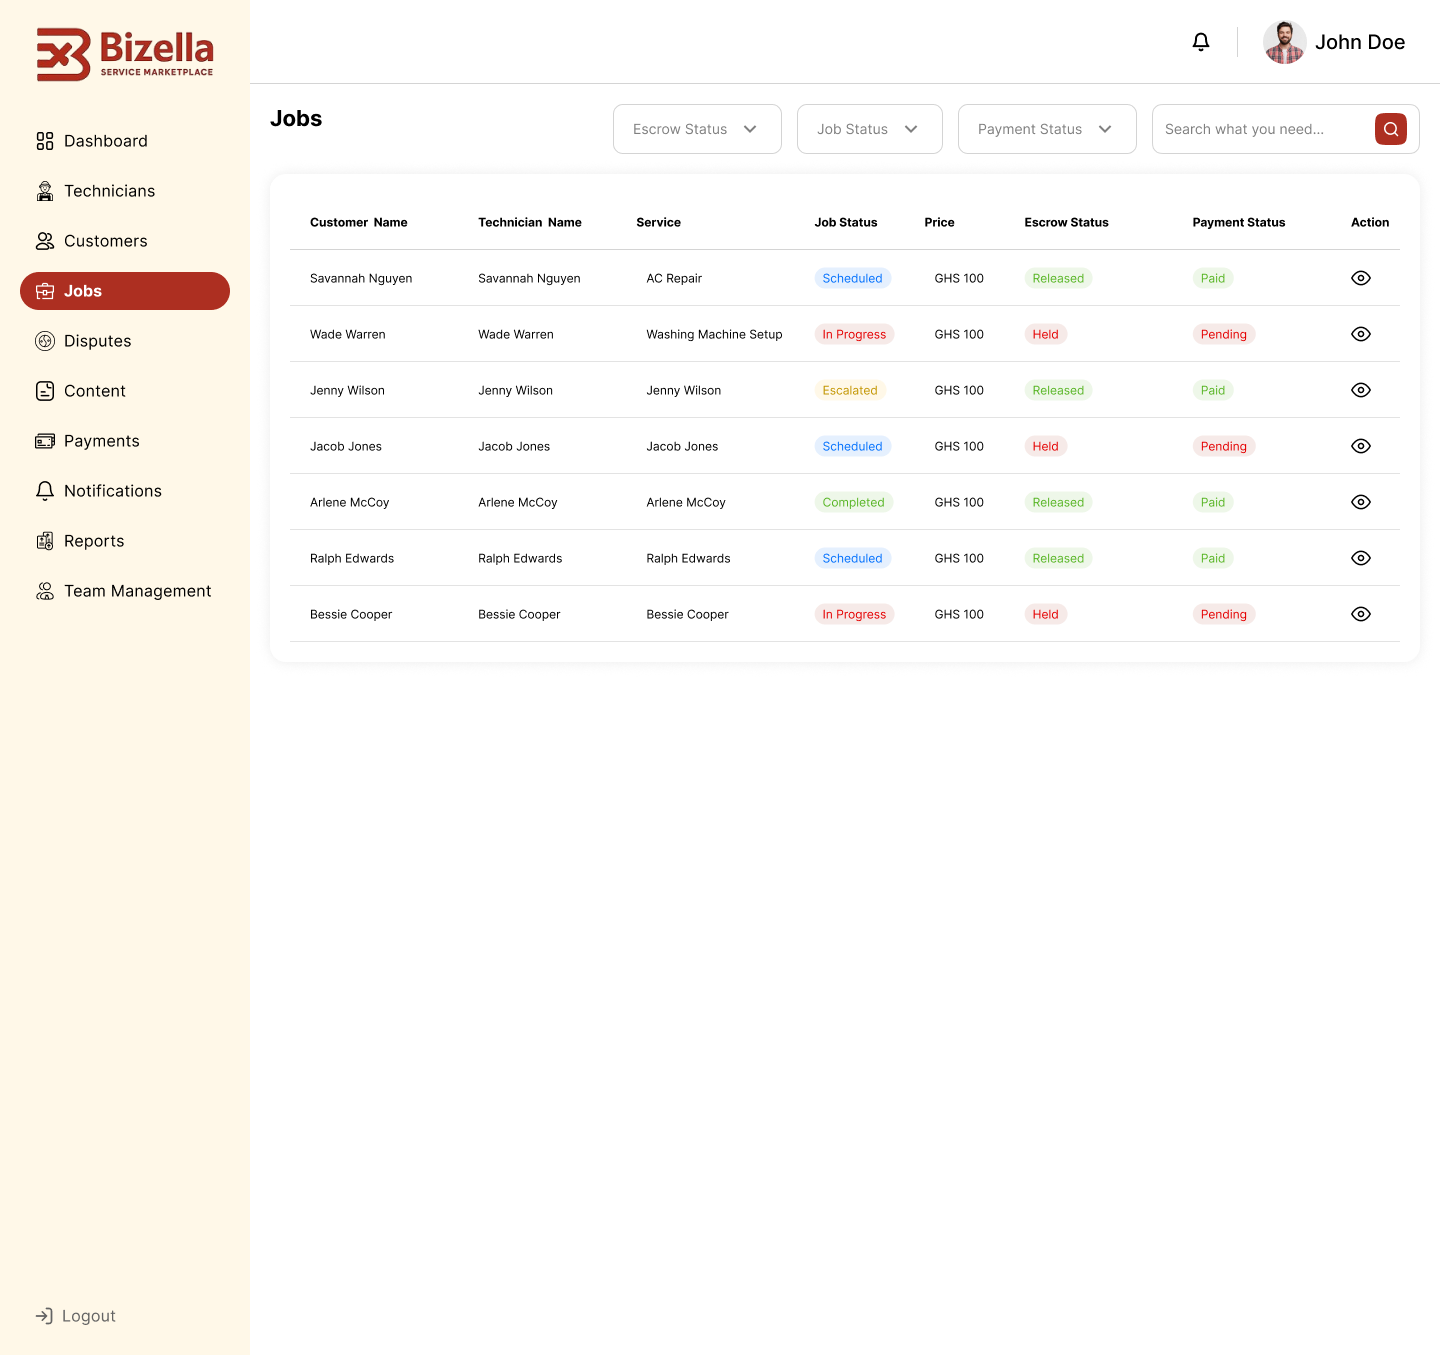 Bizella
SERVICE MARKETPLACE
Dashboard
Technicians
Customers
Jobs
Disputes
Content
Payments
Notifications
Reports
Team Management
Logout
John Doe
Jobs
Escrow Status
Job Status
Payment Status
Search what you need...
Customer Name Technician Name Service Job Status Price Escrow Status Payment Status Action
Savannah Nguyen Savannah Nguyen AC Repair Scheduled GHS 100 Released Paid
Wade Warren Wade Warren Washing Machine Setup In Progress GHS 100 Held Pending
Jenny Wilson Jenny Wilson Jenny Wilson Escalated GHS 100 Released Paid
Jacob Jones Jacob Jones Jacob Jones Scheduled GHS 100 Held Pending
Arlene McCoy Arlene McCoy Arlene McCoy Completed GHS 100 Released Paid
Ralph Edwards Ralph Edwards Ralph Edwards Scheduled GHS 100 Released Paid
Bessie Cooper Bessie Cooper Bessie Cooper In Progress GHS 100 Held Pending